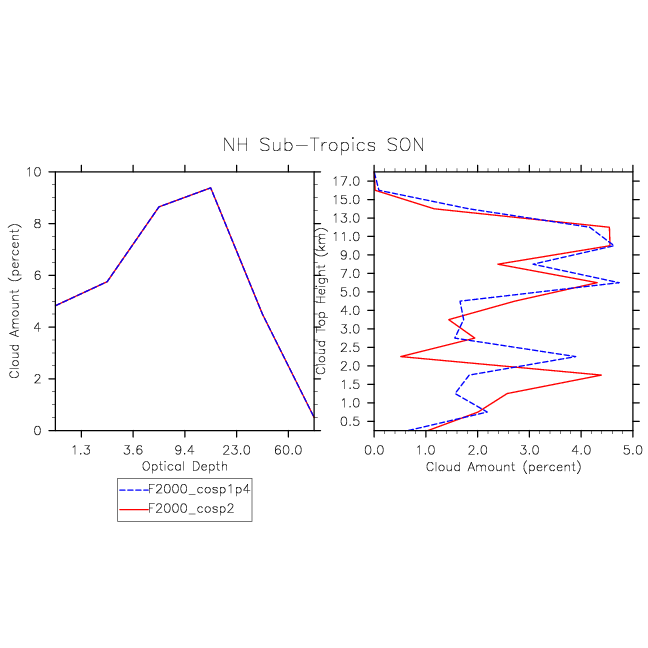 NH Sub-Tropics SON
Cloud Amount (percent)
10
8
6
4
2
0
1.3 3.6 9.4 23.0 60.0
Optical Depth
Cloud Top Height (km)
17.0
15.0
13.0
11.0
9.0
7.0
5.0
4.0
3.0
2.5
2.0
1.5
1.0
0.5
0.0 1.0 2.0 3.0 4.0 5.0
Cloud Amount (percent)
F2000_cosp1p4
F2000_cosp2